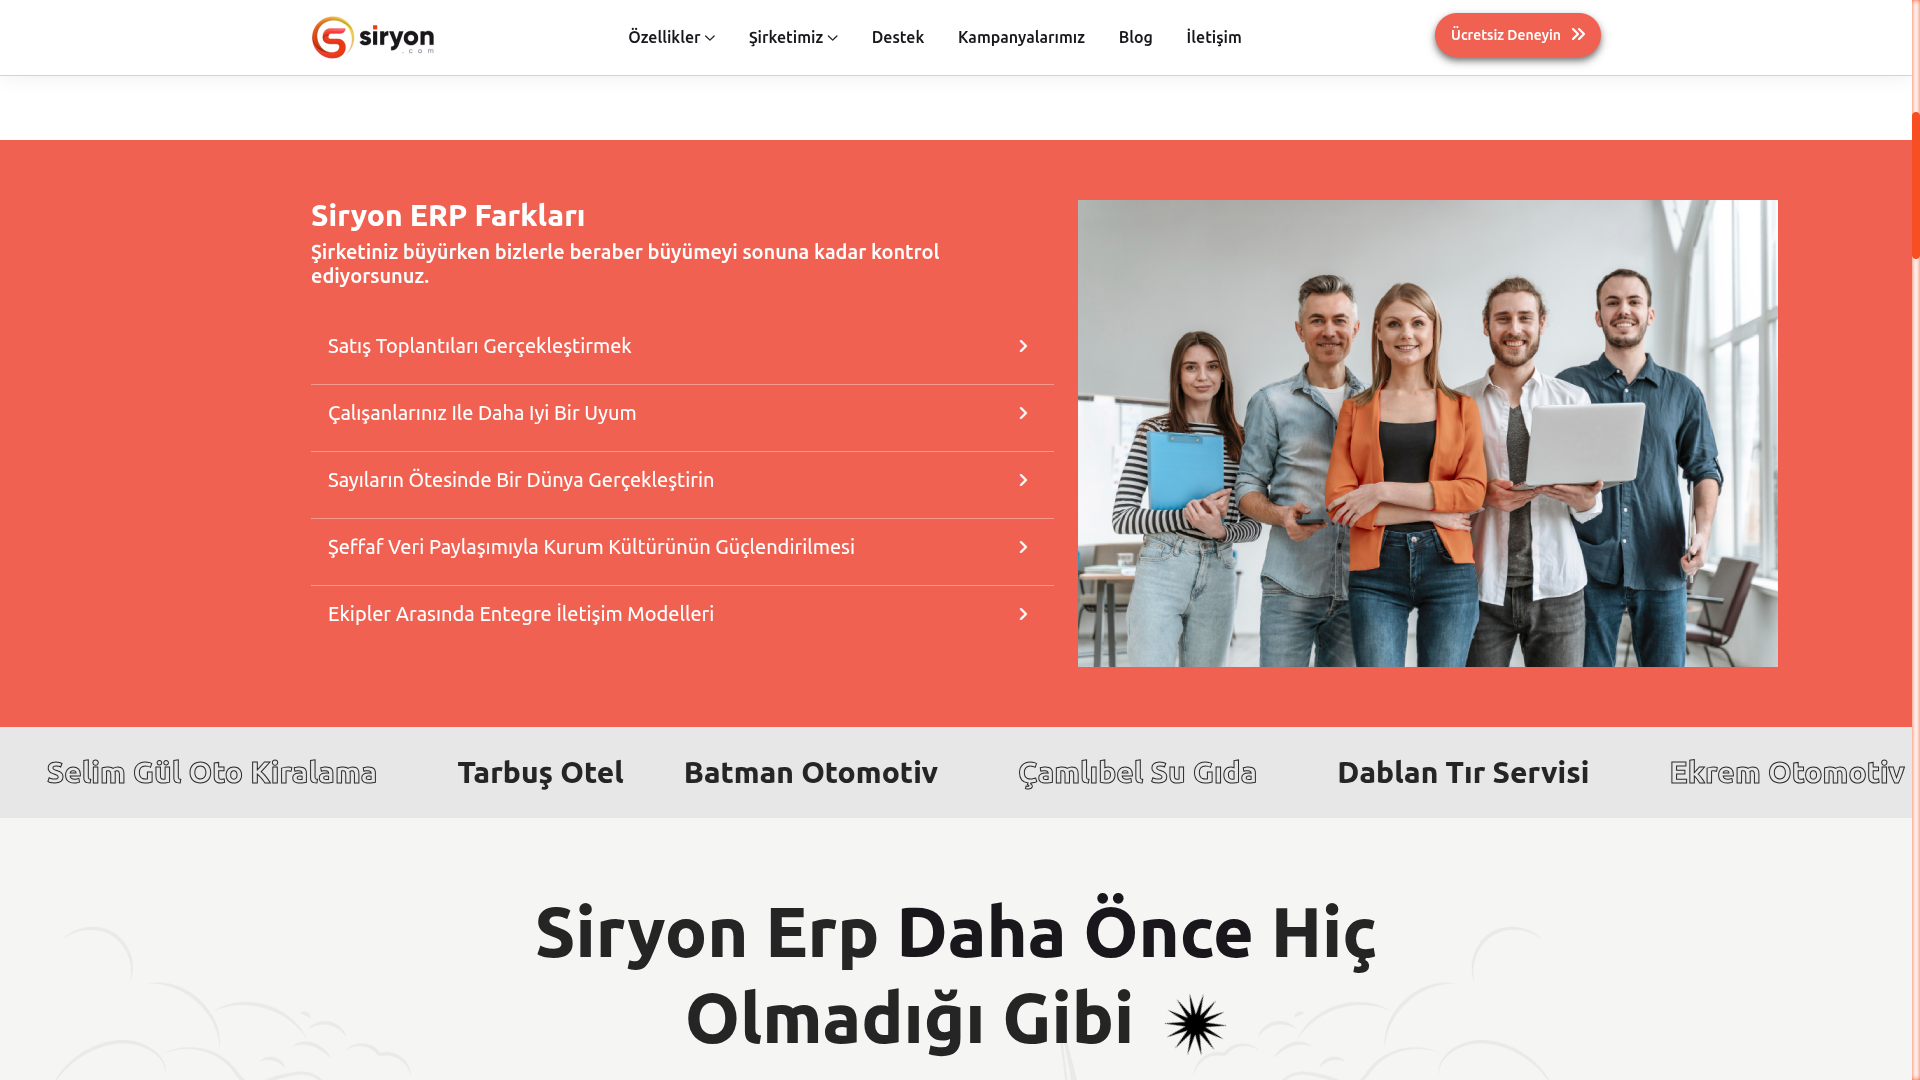 siryon
.com
Özellikler
Şirketimiz
Destek
Kampanyalarımız
Blog
İletişim
Ücretsiz Deneyin
Siryon ERP Farkları
Şirketiniz büyürken bizlerle beraber büyümeyi sonuna kadar kontrol
ediyorsunuz.
Satış Toplantıları Gerçekleştirmek
Çalışanlarınız Ile Daha Iyi Bir Uyum
Sayıların Ötesinde Bir Dünya Gerçekleştirin
Şeffaf Veri Paylaşımıyla Kurum Kültürünün Güçlendirilmesi
Ekipler Arasında Entegre İletişim Modelleri
Selim Gül Oto Kiralama
Tarbuş Otel
Batman Otomotiv
Çamlıbel Su Gıda
Dablan Tır Servisi
Ekrem Otomotiv
Siryon Erp Daha Önce Hiç
Olmadığı Gibi